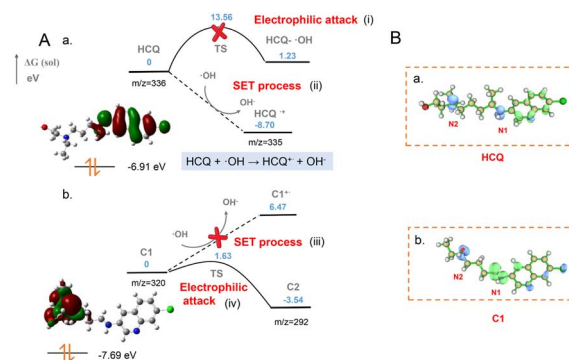 A
a.
ΔG (sol)
eV
HCQ
0
m/z=336
13.56
TS
Electrophilic attack (i)
HCQ- ·OH
1.23
·OH
SET process (ii)
OH-
HCQ ·+
-8.70
m/z=335
-6.91 eV
HCQ + ·OH → HCQ+· + OH-
b.
C1
0
m/z=320
·OH
OH-
C1+·
6.47
SET process (iii)
1.63
TS
Electrophilic
attack (iv)
C2
-3.54
m/z=292
-7.69 eV
B
a.
N2
N1
HCQ
b.
N2
N1
C1